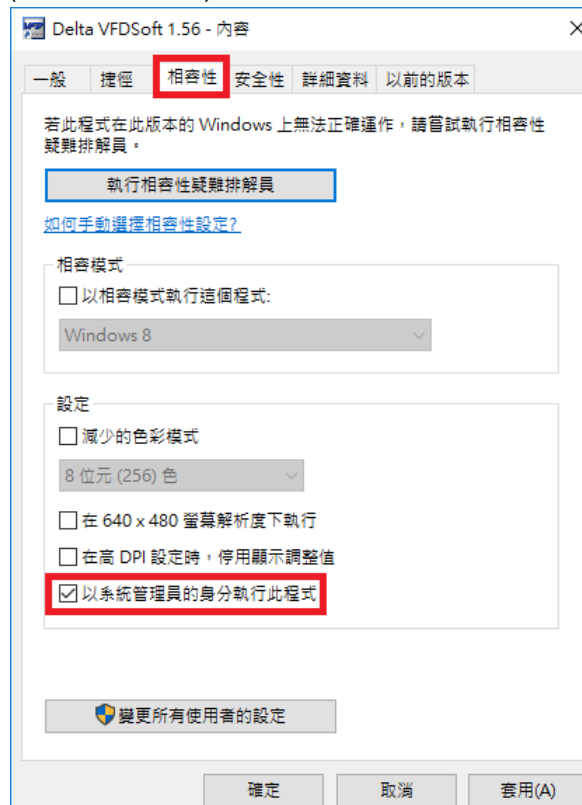 Delta VFDSoft 1.56 - 內容
一般 捷徑 相容性 安全性 詳細資料 以前的版本
若此程式在此版本的 Windows 上無法正確運作，請嘗試執行相容性
疑難排解員。
執行相容性疑難排解員
如何手動選擇相容性設定?
相容模式
以相容模式執行這個程式:
Windows 8
設定
減少的色彩模式
8 位元 (256) 色
在 640 x 480 螢幕解析度下執行
在高 DPI 設定時，停用顯示調整值
以系統管理員的身分執行此程式
變更所有使用者的設定
確定 取消 套用(A)